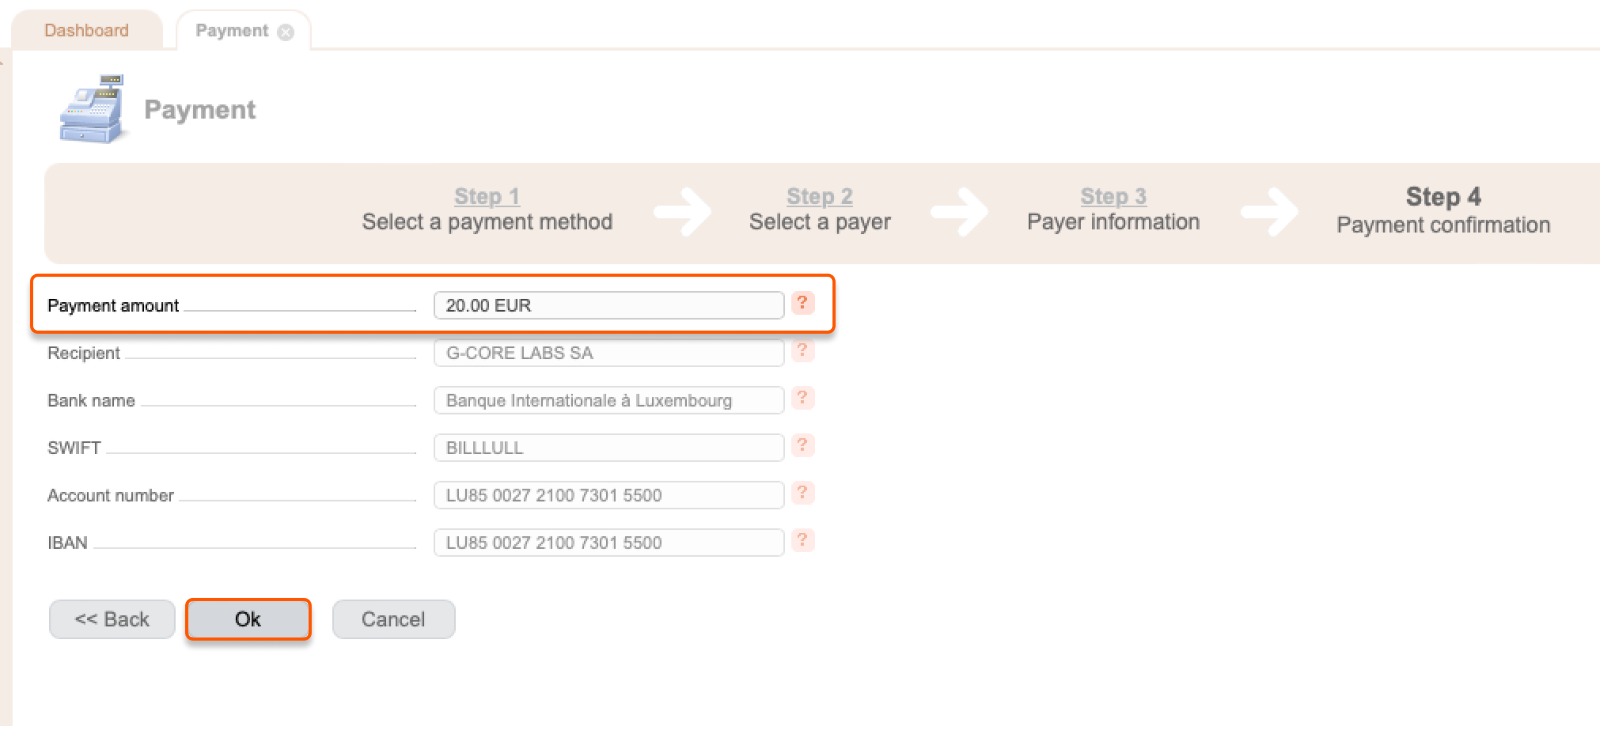 Dashboard
Payment
Payment
Step 1
Select a payment method
Step 2
Select a payer
Step 3
Payer information
Step 4
Payment confirmation
Payment amount 20.00 EUR ?
Recipient G-CORE LABS SA ?
Bank name Banque Internationale à Luxembourg ?
SWIFT BILLLULL ?
Account number LU85 0027 2100 7301 5500 ?
IBAN LU85 0027 2100 7301 5500 ?
<< Back Ok Cancel